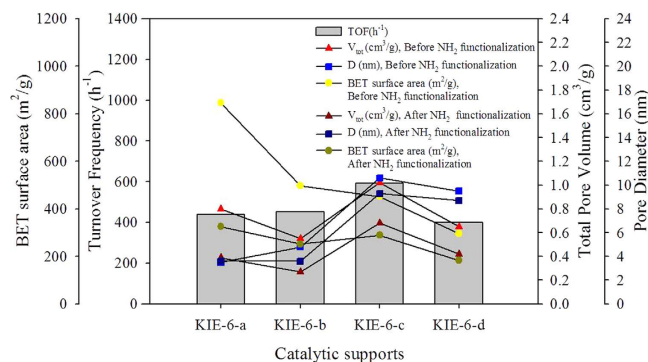 BET surface area (m²/g)
1200
1000
800
600
400
200
0
Turnover Frequency (h⁻¹)
1400
1200
1000
800
600
400
200
0
TOF(h⁻¹)
Vtot (cm³/g), Before NH₂ functionalization
D (nm), Before NH₂ functionalization
BET surface area (m²/g),
Before NH₂ functionalization
Vtot (cm³/g), After NH₂ functionalization
D (nm), After NH₂ functionalization
BET surface area (m²/g),
After NH₂ functionalization
2.4
2.2
2.0
1.8
1.6
1.4
1.2
1.0
0.8
0.6
0.4
0.2
0.0
Total Pore Volume (cm³/g)
24
22
20
18
16
14
12
10
8
6
4
2
0
Pore Diameter (nm)
KIE-6-a KIE-6-b KIE-6-c KIE-6-d
Catalytic supports